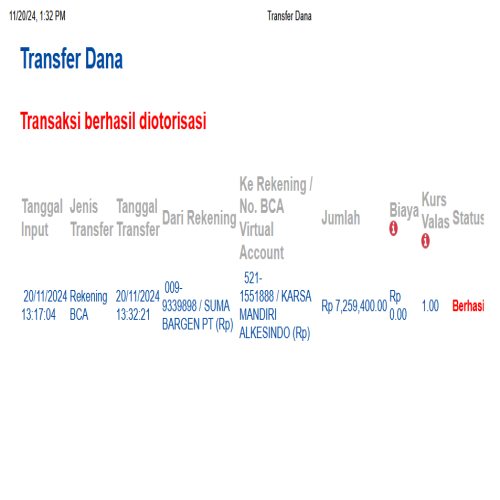 11/20/24, 1:32 PM Transfer Dana
Transfer Dana
Transaksi berhasil diotorisasi
Tanggal Input Jenis Transfer Tanggal Transfer Dari Rekening Ke Rekening / No. BCA Virtual Account Jumlah Biaya Kurs Valas Status
20/11/2024 13:17:04 Rekening BCA 20/11/2024 13:32:21 009-9339898 / SUMA BARGEN PT (Rp) 521-1551888 / KARSA MANDIRI ALKESINDO (Rp) Rp 7,259,400.00 Rp 0.00 1.00 Berhasi